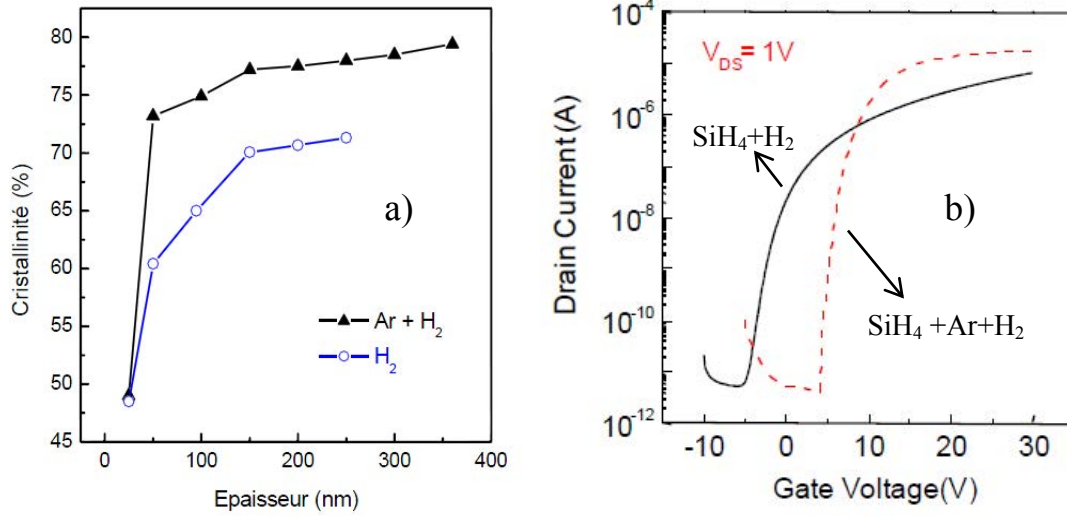 80
75
70
65
60
55
50
45
0 100 200 300 400
Cristallinité (%)
Epaisseur (nm)
a)
Ar + H₂
H₂
10⁻⁴
10⁻⁶
10⁻⁸
10⁻¹⁰
10⁻¹²
-10 0 10 20 30
Drain Current(A)
Gate Voltage(V)
V_DS= 1V
SiH₄+H₂
b)
SiH₄ +Ar+H₂